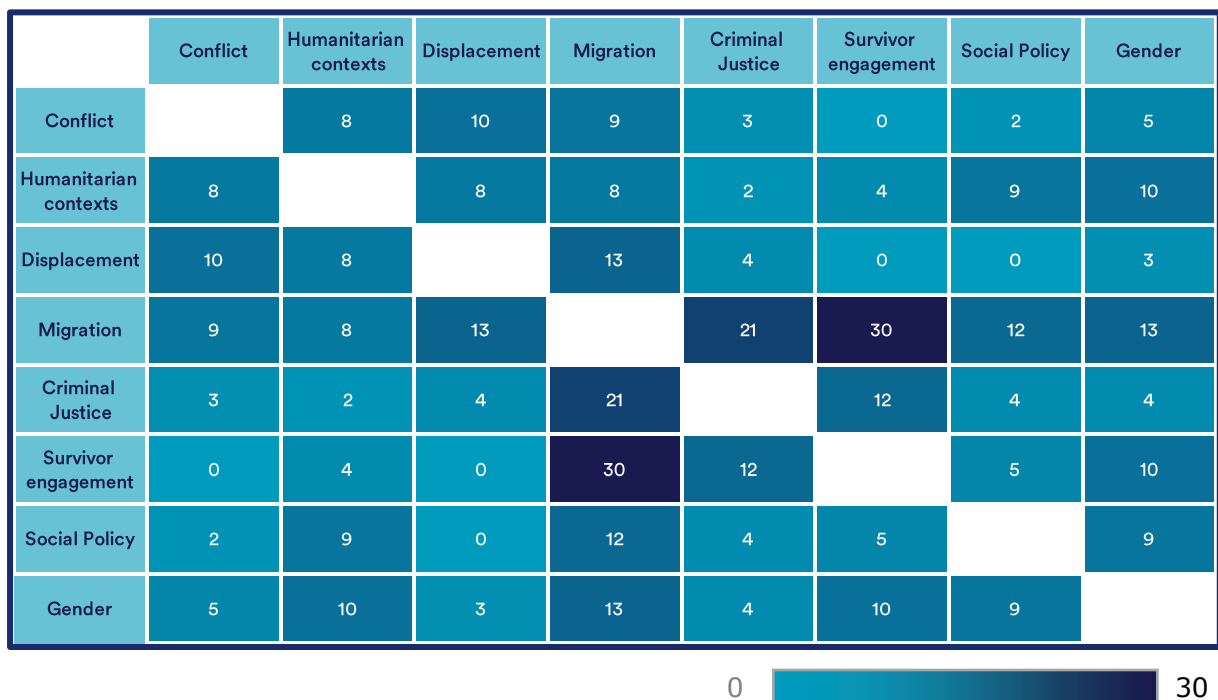 Conflict Humanitarian contexts Displacement Migration Criminal Justice Survivor engagement Social Policy Gender
Conflict 8 10 9 3 0 2 5
Humanitarian contexts 8 8 8 2 4 9 10
Displacement 10 8 13 4 0 0 3
Migration 9 8 13 21 30 12 13
Criminal Justice 3 2 4 21 12 4 4
Survivor engagement 0 4 0 30 12 5 10
Social Policy 2 9 0 12 4 5 9
Gender 5 10 3 13 4 10 9
0 30